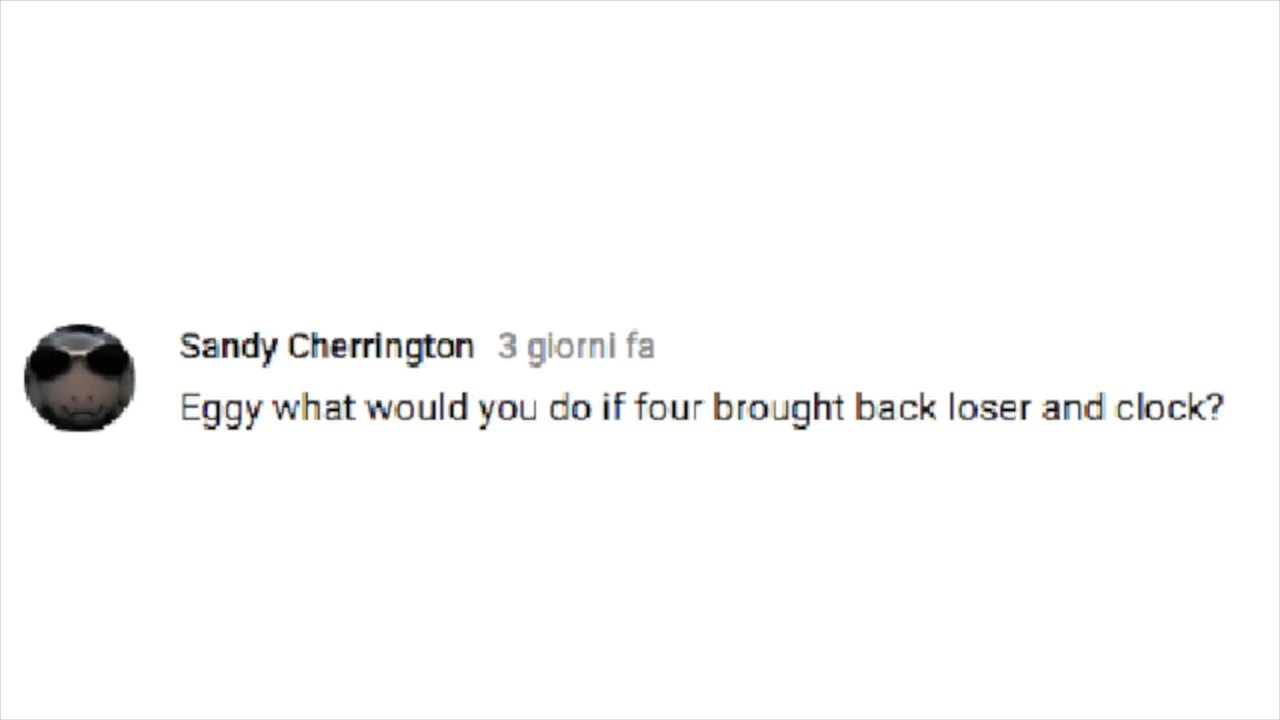 Sandy Cherrington 3 giorni fa
Eggy what would you do if four brought back loser and clock?